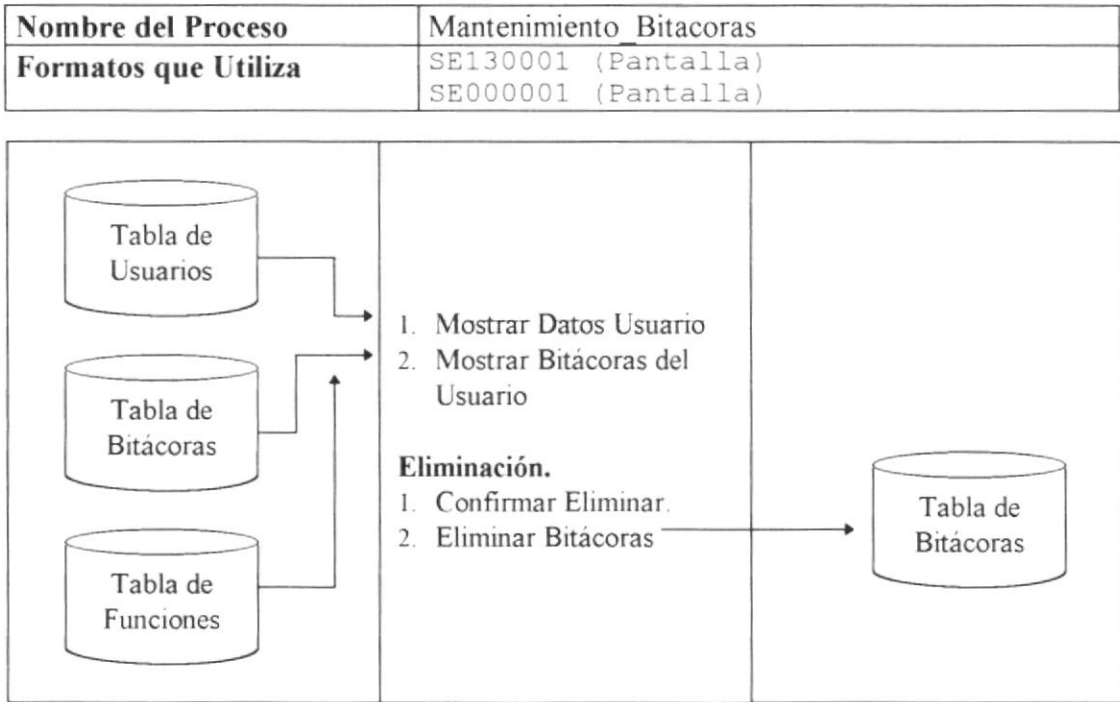 Nombre del Proceso
Mantenimiento_Bitacoras
Formatos que Utiliza
SE130001 (Pantalla)
SE000001 (Pantalla)
Tabla de
Usuarios
Tabla de
Bitácoras
Tabla de
Funciones
1. Mostrar Datos Usuario
2. Mostrar Bitácoras del
Usuario
Eliminación.
1. Confirmar Eliminar.
2. Eliminar Bitácoras
Tabla de
Bitácoras